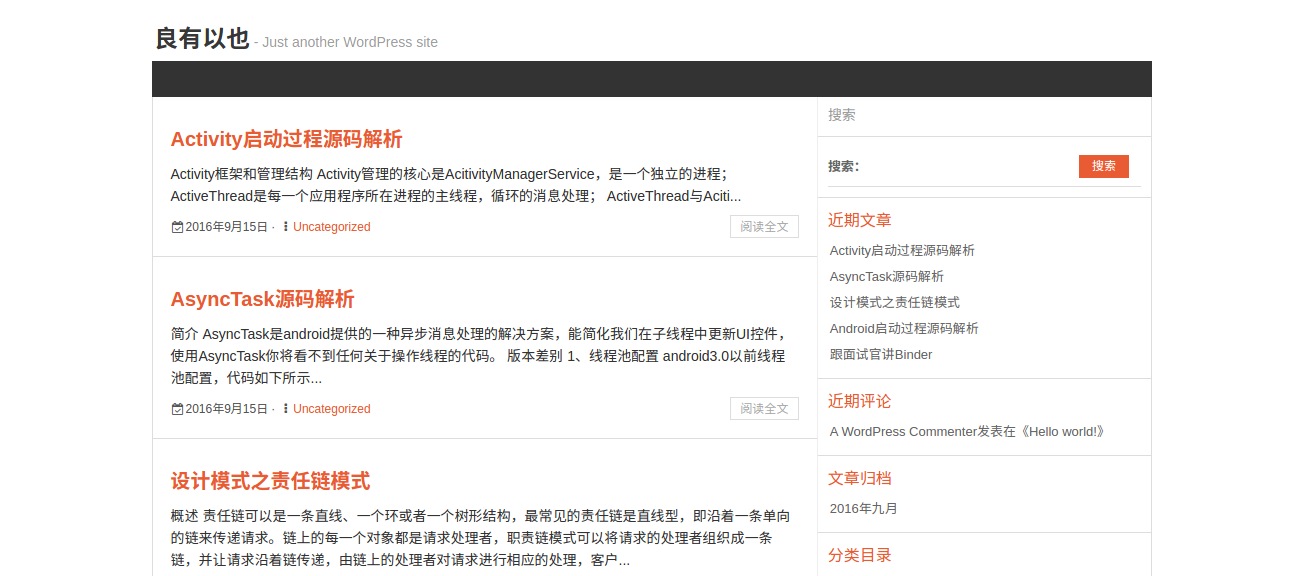 良有以也 - Just another WordPress site
Activity启动过程源码解析
Activity框架和管理结构 Activity管理的核心是AcitivityManagerService，是一个独立的进程；
ActiveThread是每一个应用程序所在进程的主线程，循环的消息处理； ActiveThread与Aciti...
2016年9月15日 · Uncategorized
阅读全文
AsyncTask源码解析
简介 AsyncTask是android提供的一种异步消息处理的解决方案，能简化我们在子线程中更新UI控件，
使用AsyncTask你将看不到任何关于操作线程的代码。 版本差别 1、线程池配置 android3.0以前线程
池配置，代码如下所示...
2016年9月15日 · Uncategorized
阅读全文
设计模式之责任链模式
概述 责任链可以是一条直线、一个环或者一个树形结构，最常见的责任链是直线型，即沿着一条单向
的链来传递请求。链上的每一个对象都是请求处理者，职责链模式可以将请求的处理者组织成一条
链，并让请求沿着链传递，由链上的处理者对请求进行相应的处理，客户...
搜索
搜索：
搜索
近期文章
Activity启动过程源码解析
AsyncTask源码解析
设计模式之责任链模式
Android启动过程源码解析
跟面试官讲Binder
近期评论
A WordPress Commenter发表在《Hello world!》
文章归档
2016年九月
分类目录